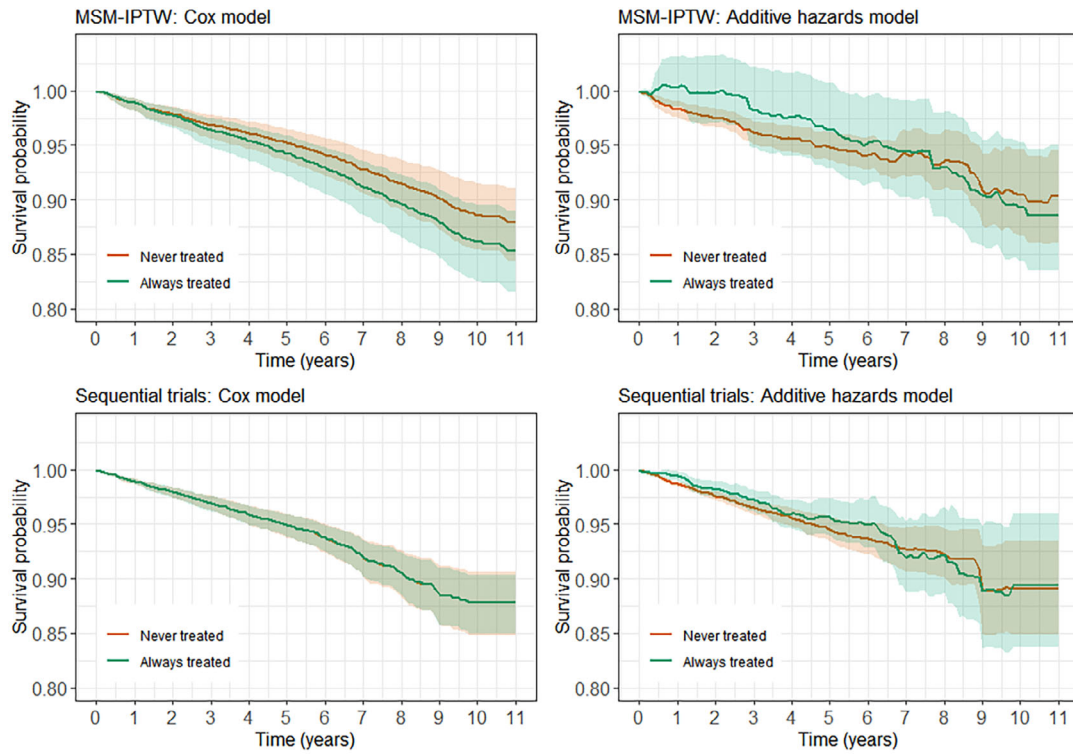 MSM-IPTW: Cox model
Survival probability
1.00
0.95
0.90
0.85
0.80
Never treated
Always treated
0 1 2 3 4 5 6 7 8 9 10 11
Time (years)
MSM-IPTW: Additive hazards model
Survival probability
1.00
0.95
0.90
0.85
0.80
Never treated
Always treated
0 1 2 3 4 5 6 7 8 9 10 11
Time (years)
Sequential trials: Cox model
Survival probability
1.00
0.95
0.90
0.85
0.80
Never treated
Always treated
0 1 2 3 4 5 6 7 8 9 10 11
Time (years)
Sequential trials: Additive hazards model
Survival probability
1.00
0.95
0.90
0.85
0.80
Never treated
Always treated
0 1 2 3 4 5 6 7 8 9 10 11
Time (years)